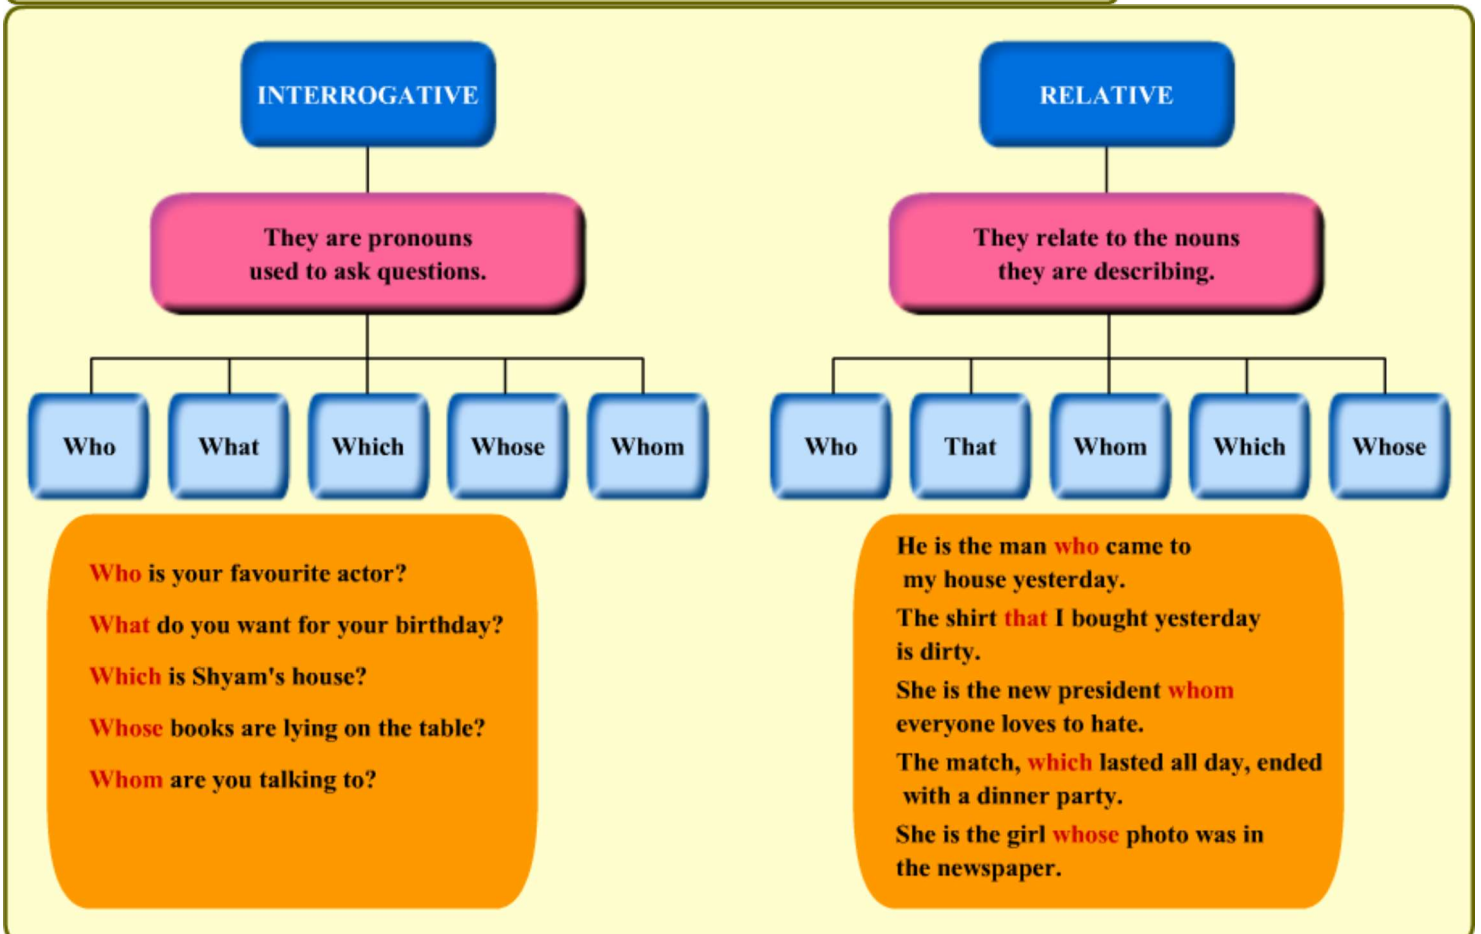 INTERROGATIVE
They are pronouns
used to ask questions.
Who
What
Which
Whose
Whom
Who is your favourite actor?
What do you want for your birthday?
Which is Shyam's house?
Whose books are lying on the table?
Whom are you talking to?
RELATIVE
They relate to the nouns
they are describing.
Who
That
Whom
Which
Whose
He is the man who came to
my house yesterday.
The shirt that I bought yesterday
is dirty.
She is the new president whom
everyone loves to hate.
The match, which lasted all day, ended
with a dinner party.
She is the girl whose photo was in
the newspaper.